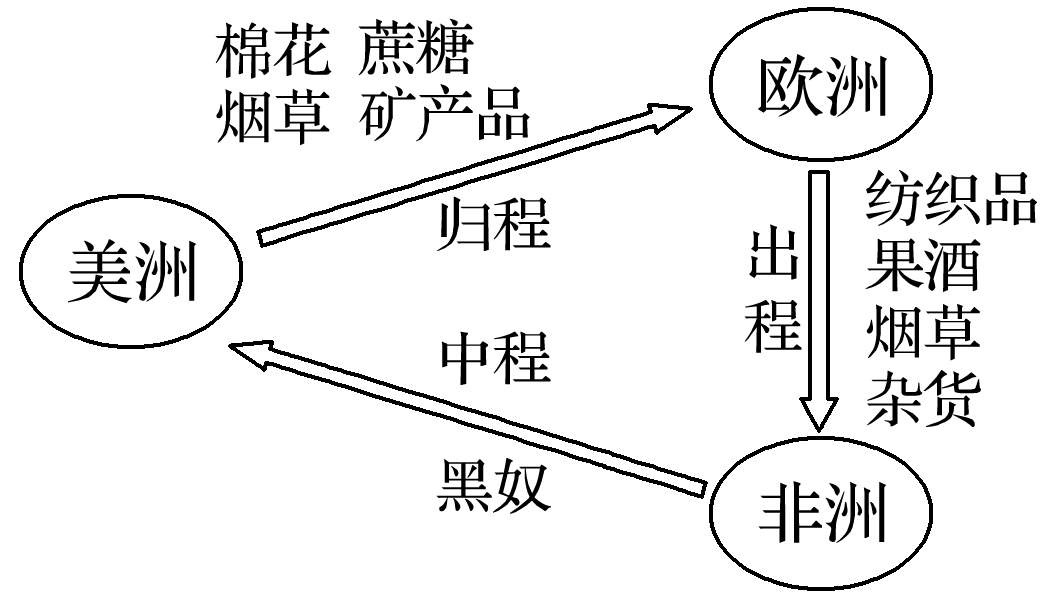 棉花 蔗糖
烟草 矿产品
欧洲
归程
美洲
出程
纺织品
果酒
烟草
杂货
中程
黑奴
非洲